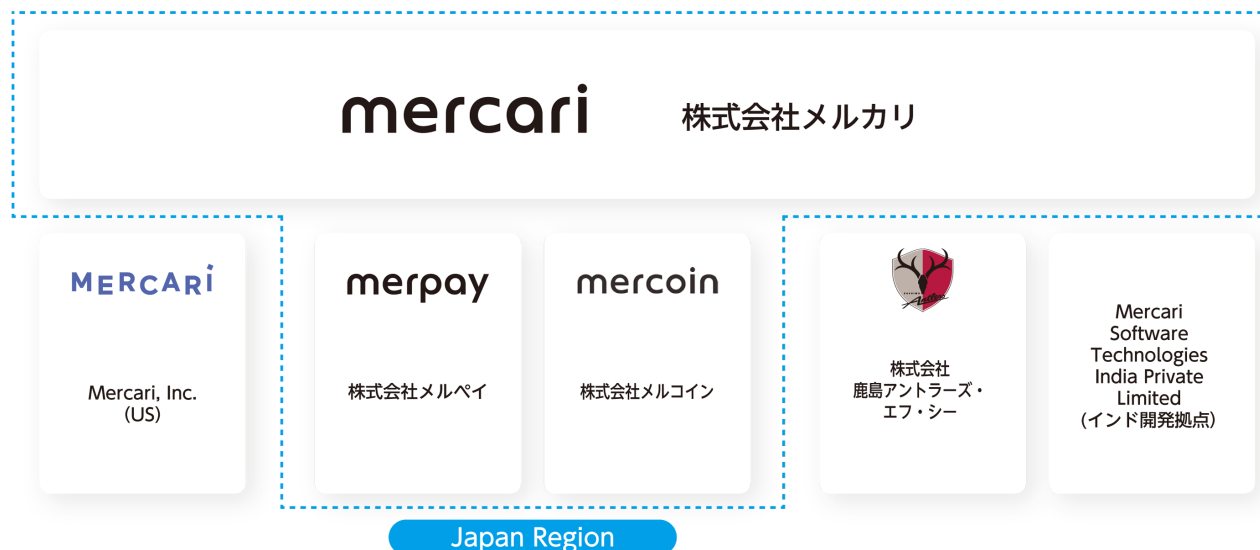 mercari 株式会社メルカリ
MERCARI
Mercari, Inc.
(US)
merpay
株式会社メルペイ
mercoin
株式会社メルコイン
Antlers
株式会社
鹿島アントラーズ・
エフ・シー
Mercari
Software
Technologies
India Private
Limited
(インド開発拠点)
Japan Region